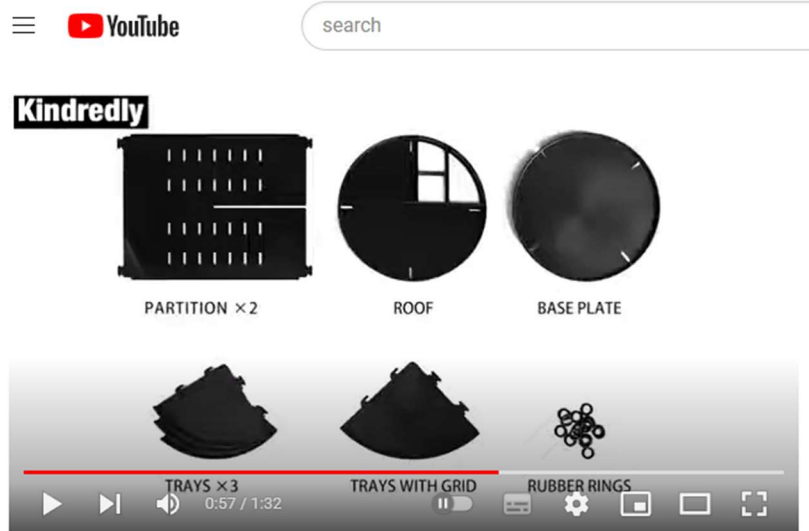 YouTube
search
Kindredly
PARTITION ×2
ROOF
BASE PLATE
TRAYS ×3
TRAYS WITH GRID
RUBBER RINGS
0:57 / 1:32